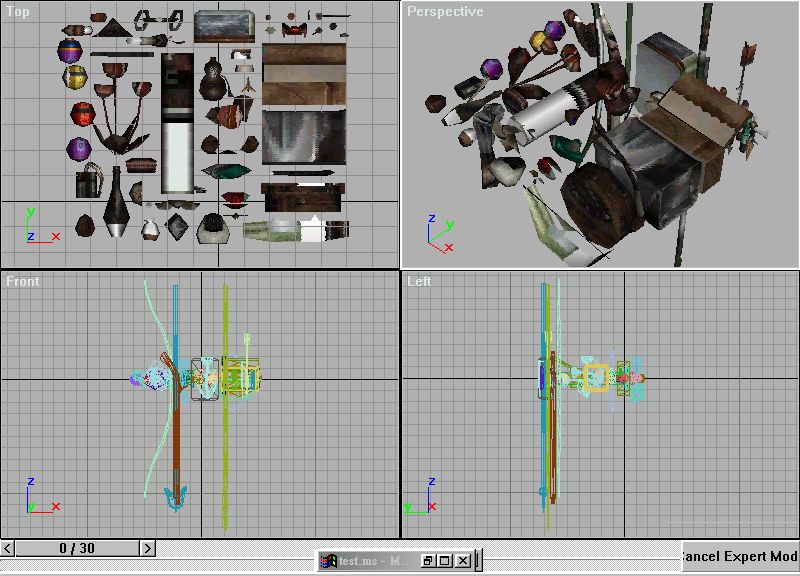 Top
Perspective
y
z x
z
y
x
Front
Left
z
y x
z
y x
< 0 / 30 >
test.ms - M...
ancel Expert Mod